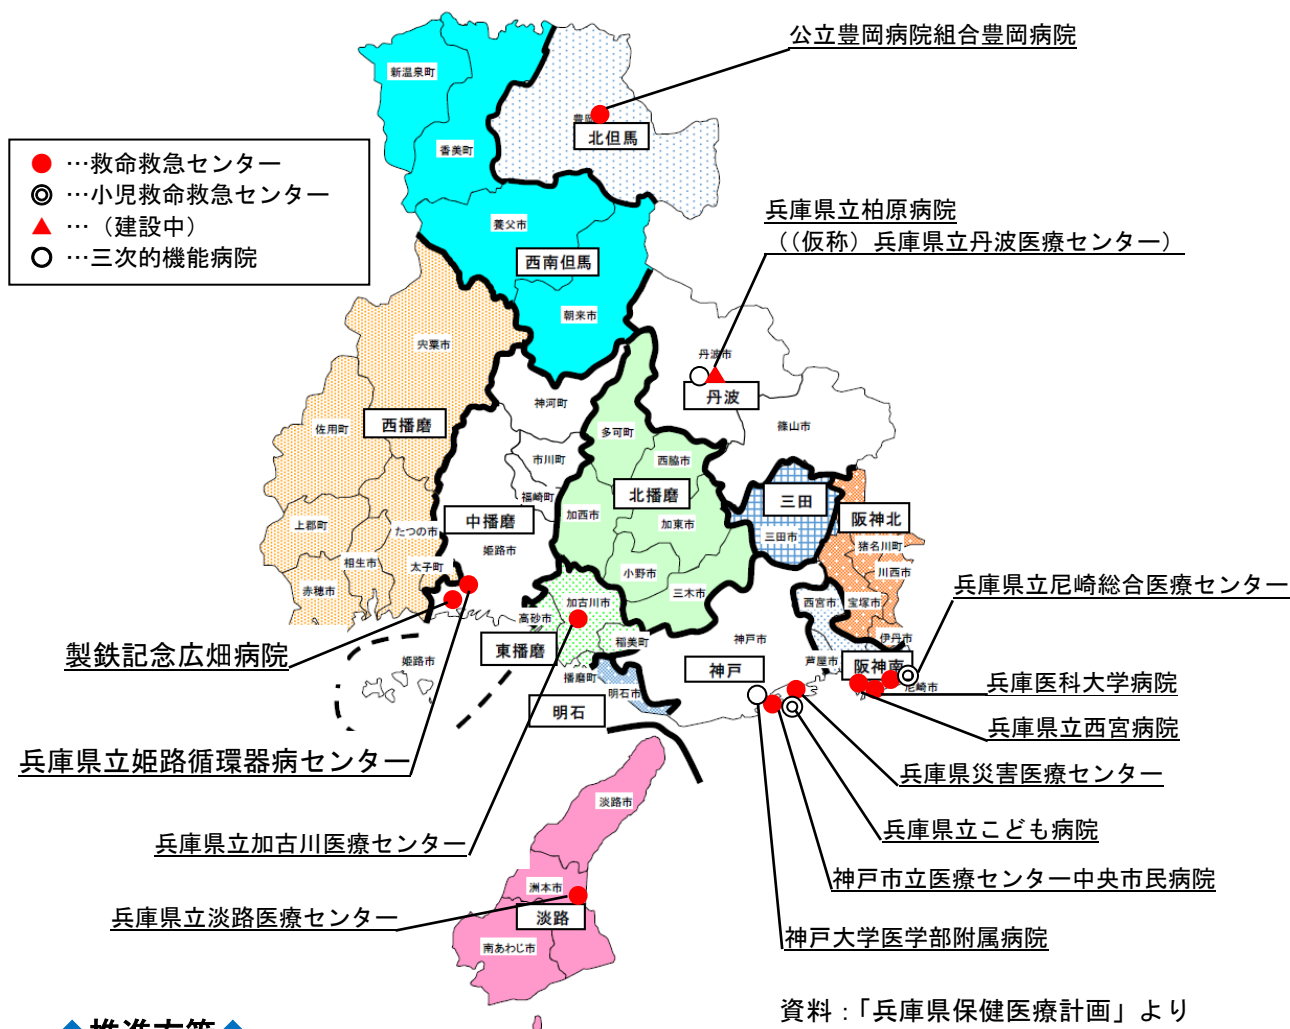 公立豊岡病院組合豊岡病院
新温泉町
豊岡
北但馬
香美町
●…救命救急センター
◎…小児救命救急センター
▲…（建設中）
○…三次的機能病院
兵庫県立柏原病院
（(仮称）兵庫県立丹波医療センター）
養父市
西南但馬
朝来市
宍粟市
丹波市
丹波
神河町
佐用町
西播磨
多可町
篠山市
市川町
西脇市
北播磨
三田
福崎町
加西市
中播磨
加東市
阪神北
上郡町
たつの市
三田市
猪名川町
姫路市
相生市
太子町
小野市
川西市
赤穂市
三木市
西宮市
宝塚市
兵庫県立尼崎総合医療センター
加古川市
高砂市
稲美町
神戸市
伊丹市
製鉄記念広畑病院
姫路市
東播磨
播磨町
神戸
芦屋市
阪神南
尼崎市
兵庫医科大学病院
明石市
明石
兵庫県立西宮病院
兵庫県立姫路循環器病センター
兵庫県災害医療センター
淡路市
兵庫県立こども病院
兵庫県立加古川医療センター
洲本市
神戸市立医療センター中央市民病院
兵庫県立淡路医療センター
淡路
南あわじ市
神戸大学医学部附属病院
資料：「兵庫県保健医療計画」より